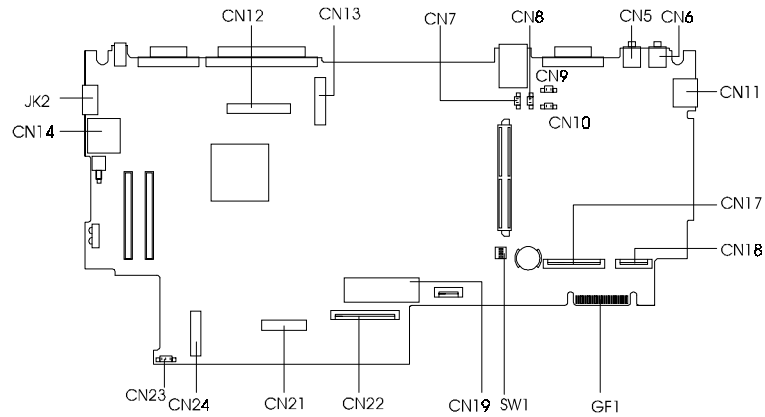 CN12
CN13
CN7
CN8
CN5
CN6
CN9
JK2
CN11
CN14
CN10
CN17
CN18
CN23
CN24
CN21
CN22
CN19
SW1
GF1